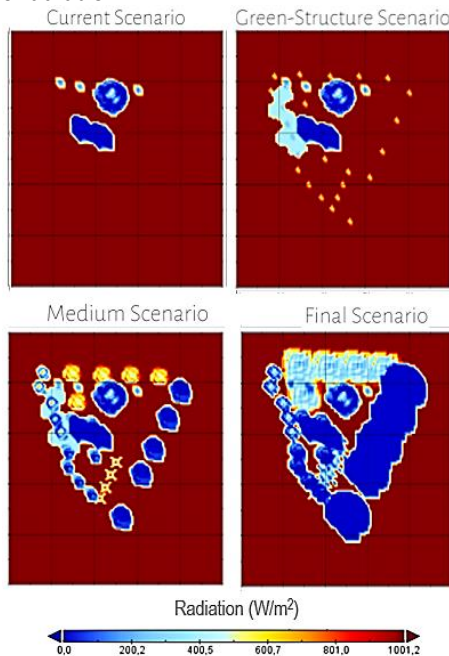 Current Scenario
Green-Structure Scenario
Medium Scenario
Final Scenario
Radiation (W/m²)
0,0 200,2 400,5 600,7 801,0 1001,2